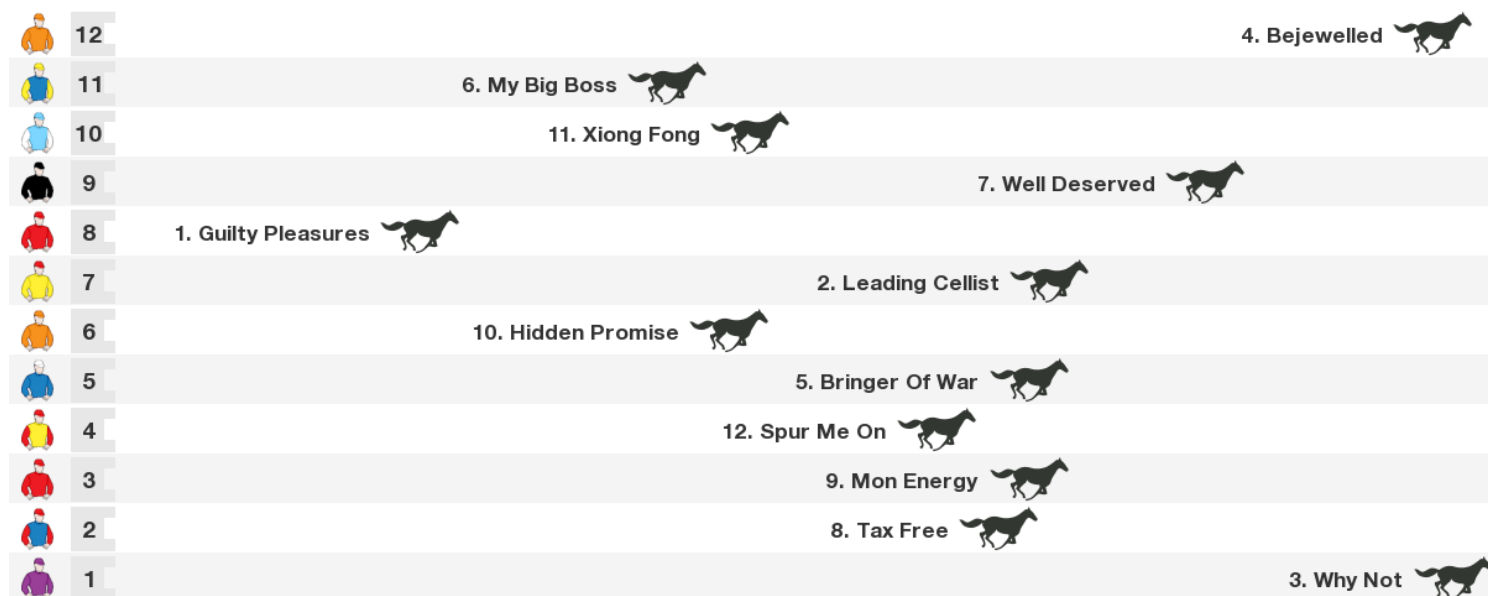 12 4. Bejewelled
11 6. My Big Boss
10 11. Xiong Fong
9 7. Well Deserved
8 1. Guilty Pleasures
7 2. Leading Cellist
6 10. Hidden Promise
5 5. Bringer Of War
4 12. Spur Me On
3 9. Mon Energy
2 8. Tax Free
1 3. Why Not